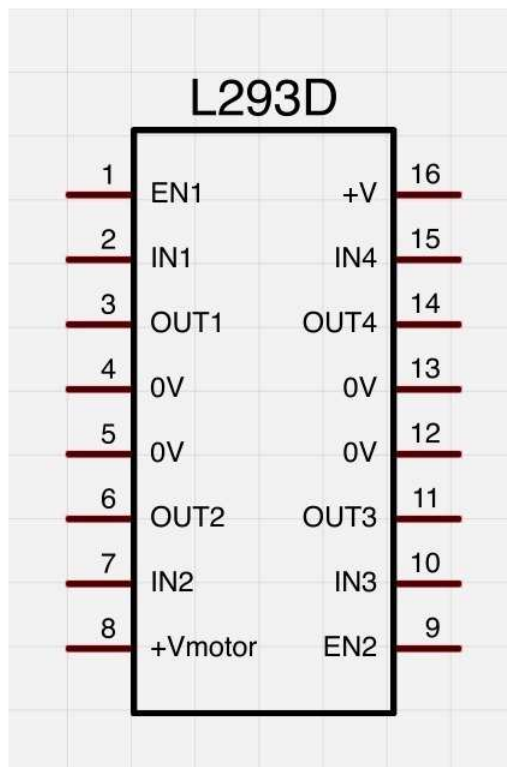 L293D
1 EN1 +V 16
2 IN1 IN4 15
3 OUT1 OUT4 14
4 0V 0V 13
5 0V 0V 12
6 OUT2 OUT3 11
7 IN2 IN3 10
8 +Vmotor EN2 9